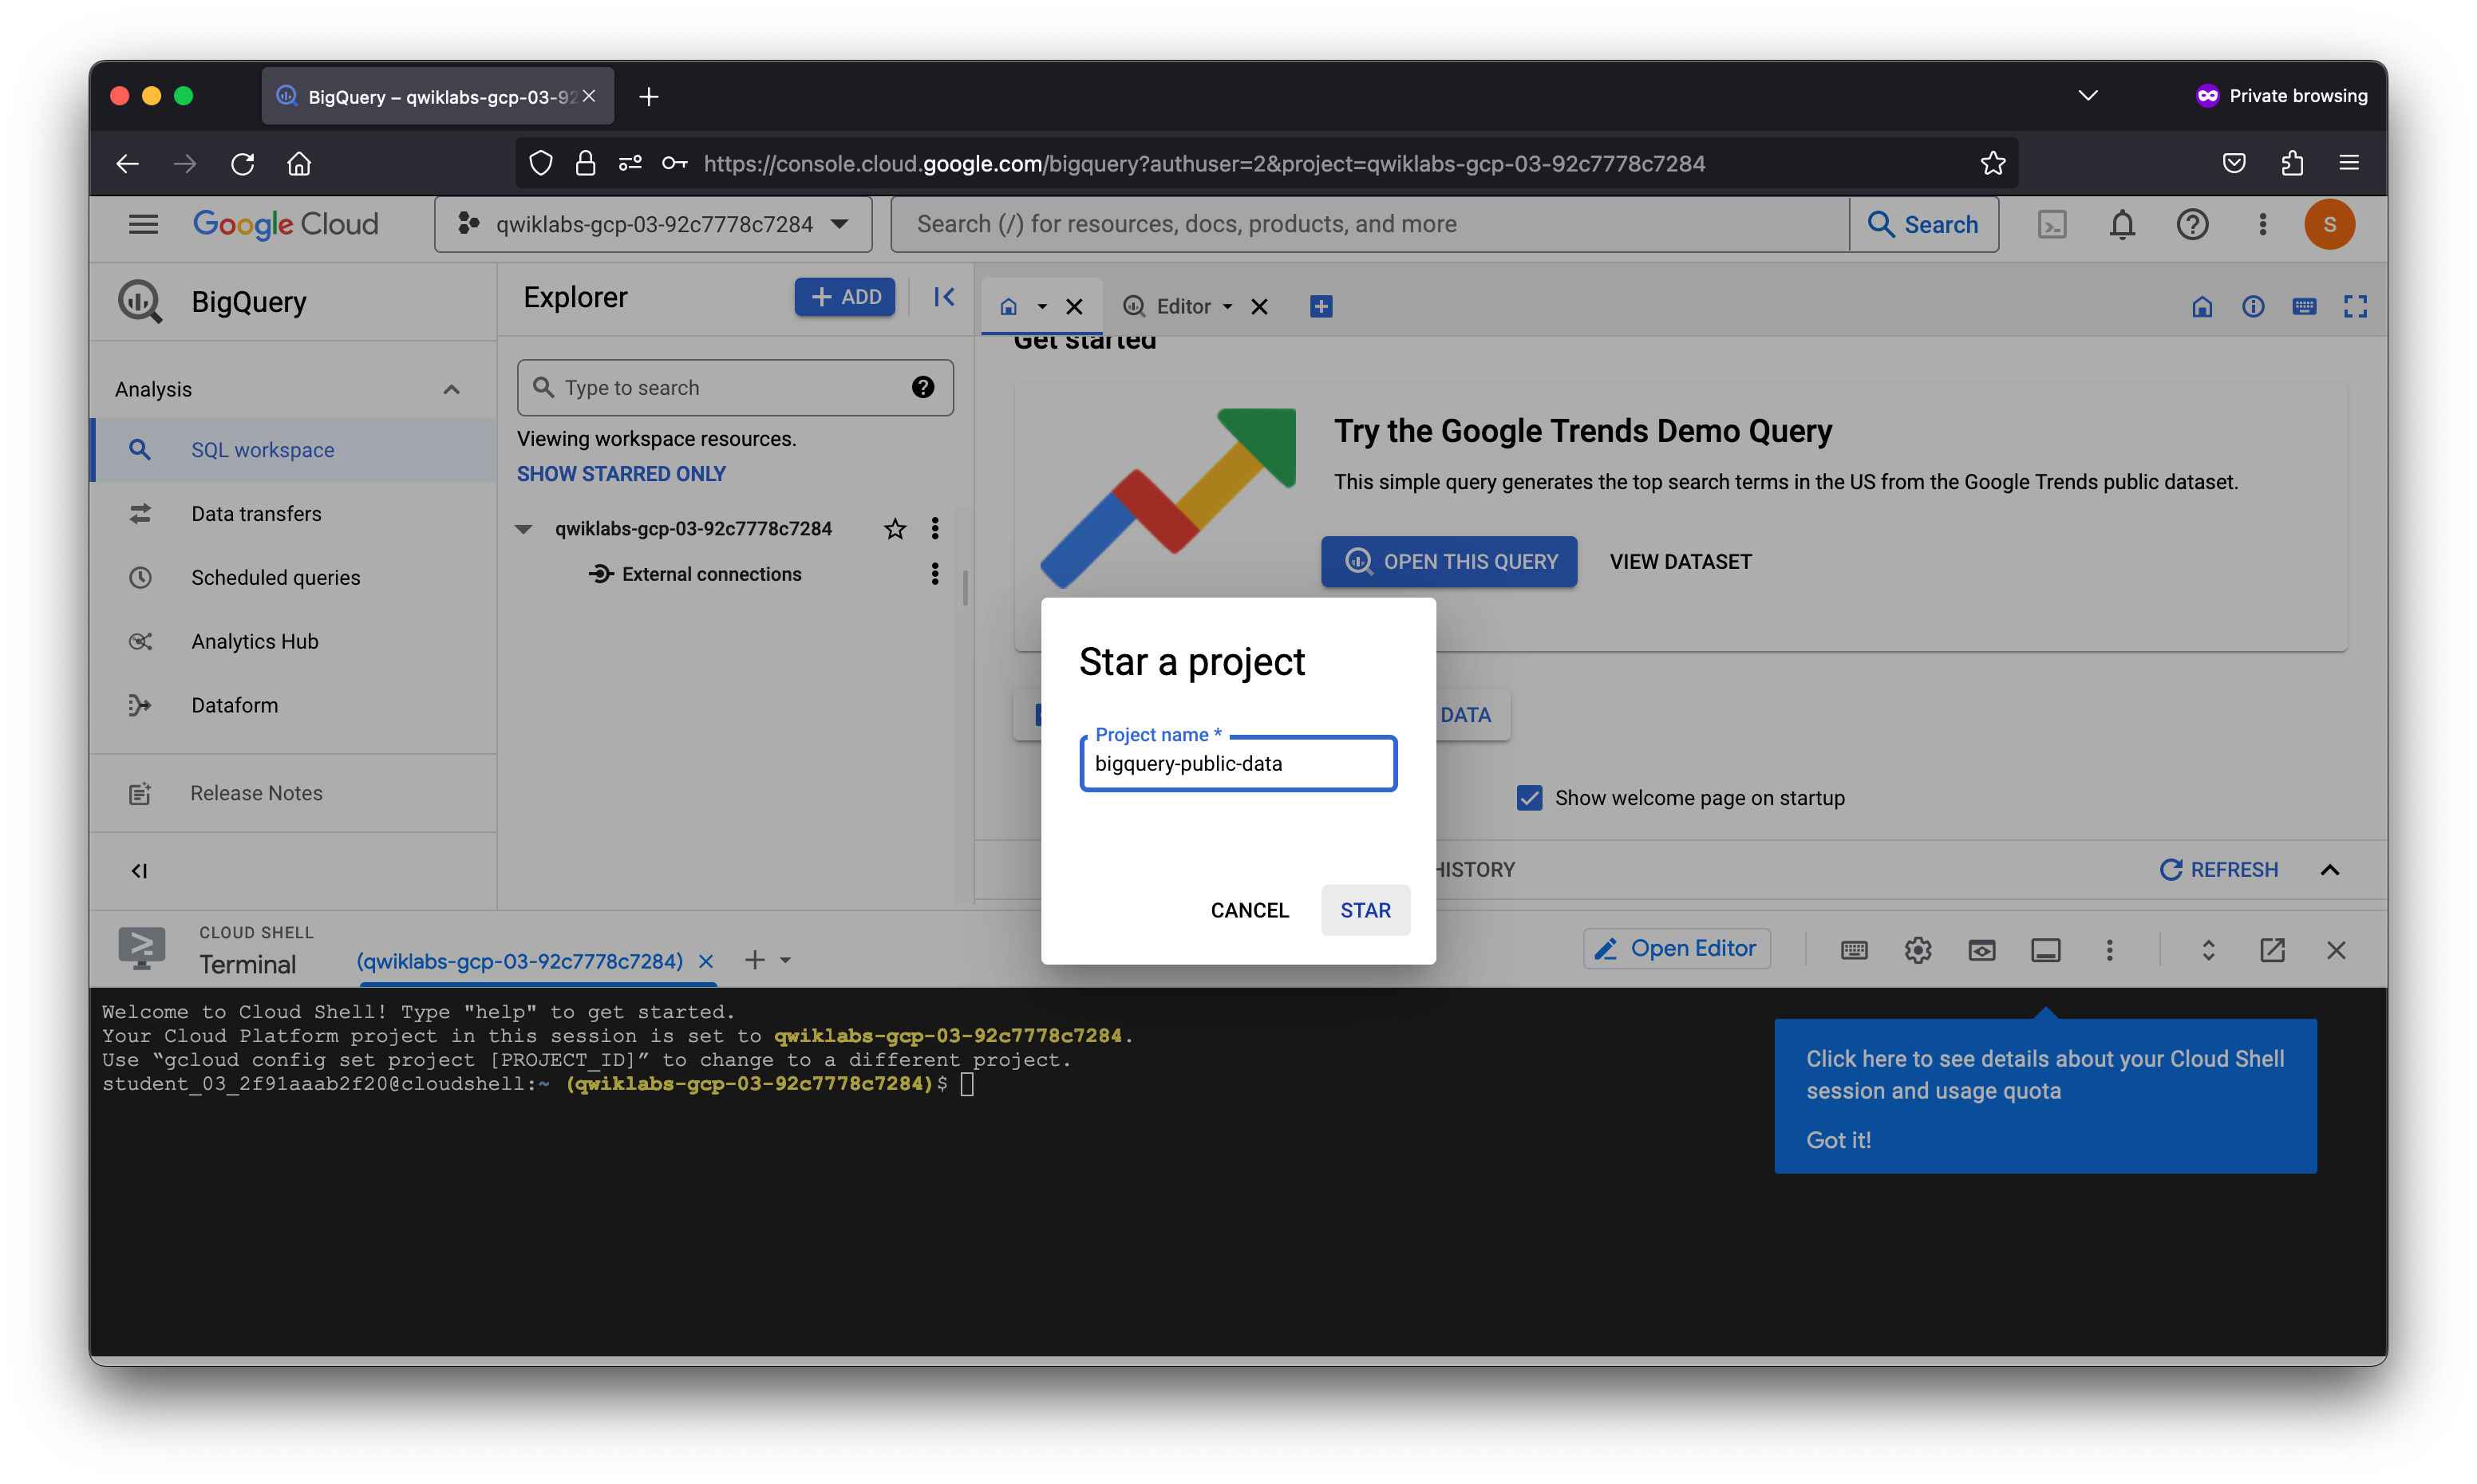 BigQuery – qwiklabs-gcp-03-92
Private browsing
https://console.cloud.google.com/bigquery?authuser=2&project=qwiklabs-gcp-03-92c7778c7284
Google Cloud
qwiklabs-gcp-03-92c7778c7284
Search (/) for resources, docs, products, and more
Search
S
BigQuery
Analysis
SQL workspace
Data transfers
Scheduled queries
Analytics Hub
Dataform
Release Notes
Explorer
ADD
Type to search
Viewing workspace resources.
SHOW STARRED ONLY
qwiklabs-gcp-03-92c7778c7284
External connections
Editor
Get started
Try the Google Trends Demo Query
This simple query generates the top search terms in the US from the Google Trends public dataset.
OPEN THIS QUERY
VIEW DATASET
DATA
Show welcome page on startup
HISTORY
REFRESH
Star a project
Project name *
bigquery-public-data
CANCEL
STAR
CLOUD SHELL
Terminal
(qwiklabs-gcp-03-92c7778c7284)
Open Editor
Welcome to Cloud Shell! Type "help" to get started.
Your Cloud Platform project in this session is set to qwiklabs-gcp-03-92c7778c7284.
Use “gcloud config set project [PROJECT_ID]” to change to a different project.
student_03_2f91aaab2f20@cloudshell:~ (qwiklabs-gcp-03-92c7778c7284)$
Click here to see details about your Cloud Shell
session and usage quota
Got it!